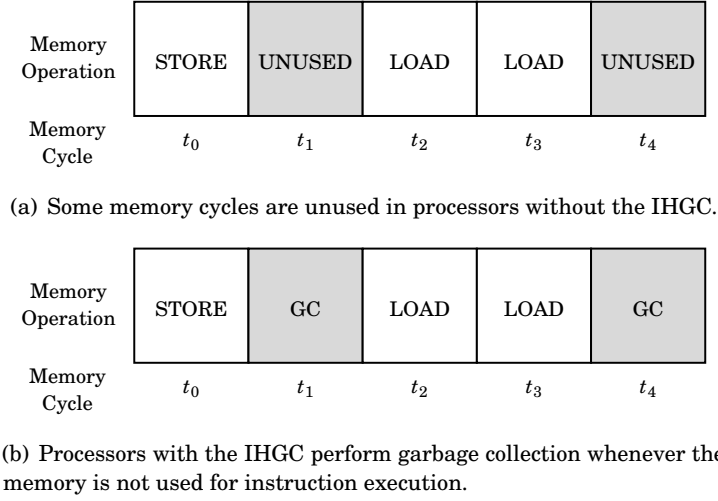 Memory
Operation
STORE UNUSED LOAD LOAD UNUSED
Memory
Cycle
t0 t1 t2 t3 t4
(a) Some memory cycles are unused in processors without the IHGC.
Memory
Operation
STORE GC LOAD LOAD GC
Memory
Cycle
t0 t1 t2 t3 t4
(b) Processors with the IHGC perform garbage collection whenever the
memory is not used for instruction execution.